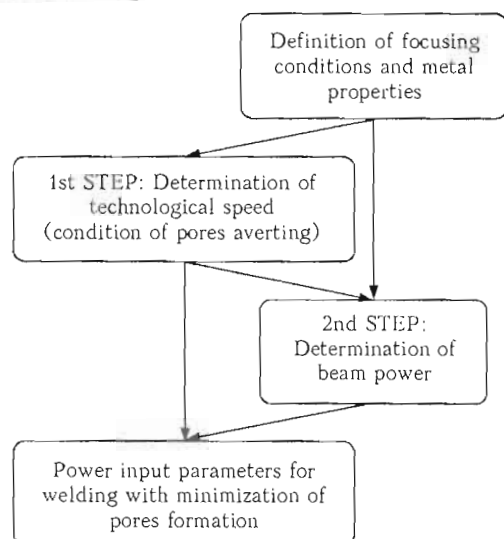 Definition of focusing
conditions and metal
properties
1st STEP: Determination of
technological speed
(condition of pores averting)
2nd STEP:
Determination of
beam power
Power input parameters for
welding with minimization of
pores formation